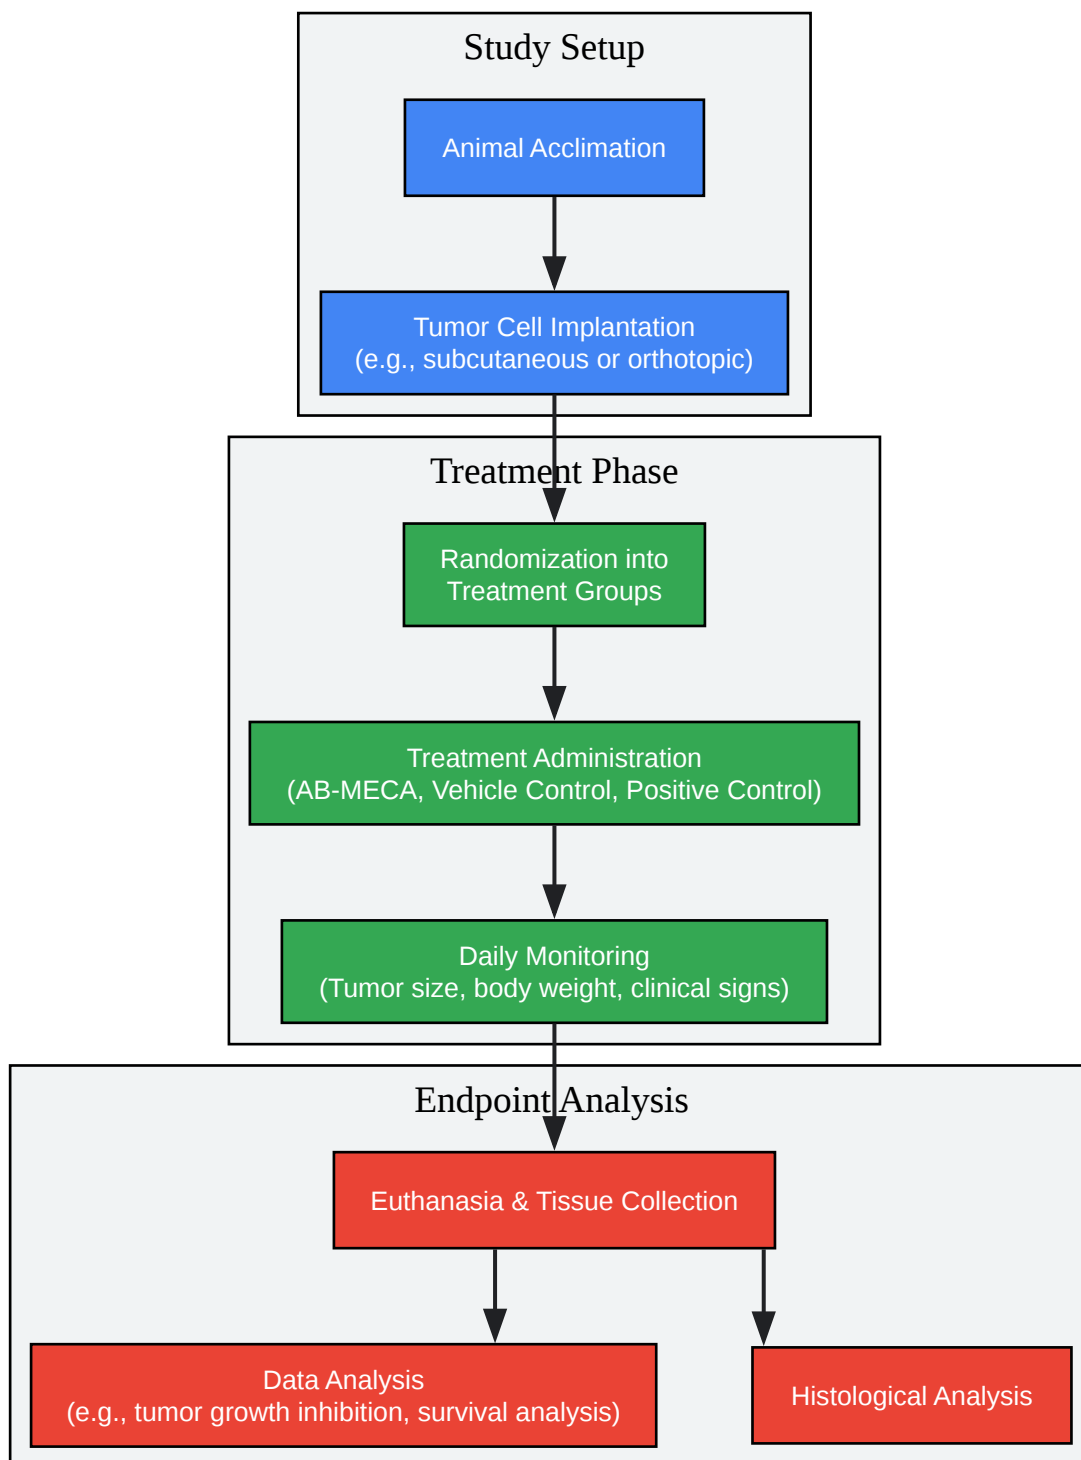 Study Setup
Animal Acclimation
Tumor Cell Implantation
(e.g., subcutaneous or orthotopic)
Treatment Phase
Randomization into
Treatment Groups
Treatment Administration
(AB-MECA, Vehicle Control, Positive Control)
Daily Monitoring
(Tumor size, body weight, clinical signs)
Endpoint Analysis
Euthanasia & Tissue Collection
Data Analysis
(e.g., tumor growth inhibition, survival analysis)
Histological Analysis